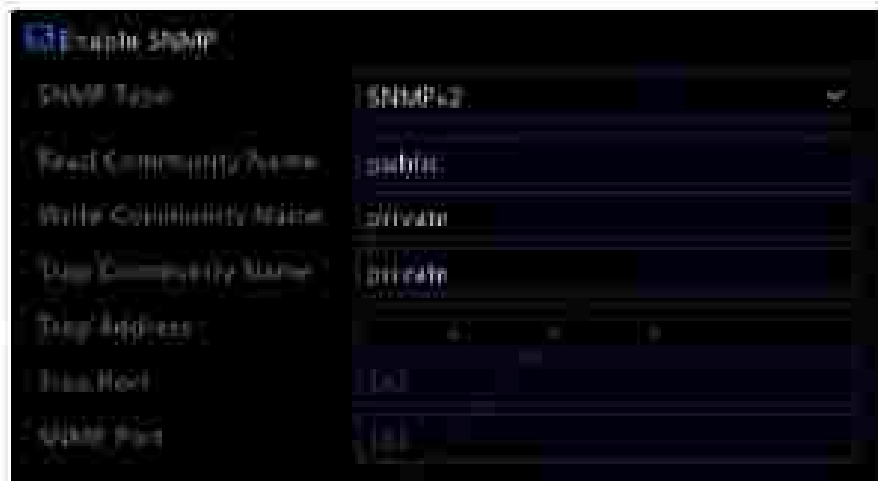 Enable SNMP
SNMP Type SNMPv2
Read Community Name public
Write Community Name private
Trap Community Name private
Trap Address
Trap Port
SNMP Port